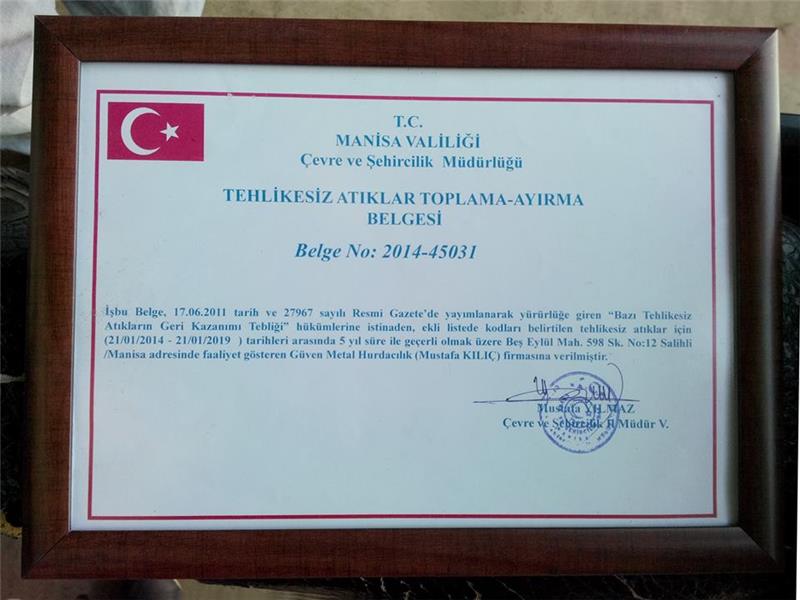 T.C.
MANİSA VALİLİĞİ
Çevre ve Şehircilik Müdürlüğü
TEHLİKESİZ ATIKLAR TOPLAMA-AYIRMA
BELGESİ
Belge No: 2014-45031
İşbu Belge, 17.06.2011 tarih ve 27967 sayılı Resmi Gazete'de yayımlanarak yürürlüğe giren "Bazı Tehlikesiz
Atıkların Geri Kazanımı Tebliği" hükümlerine istinaden, ekli listede kodları belirtilen tehlikesiz atıklar için
(21/01/2014 - 21/01/2019 ) tarihleri arasında 5 yıl süre ile geçerli olmak üzere Beş Eylül Mah. 598 Sk. No:12 Salihli
/Manisa adresinde faaliyet gösteren Güven Metal Hurdacılık (Mustafa KILIÇ) firmasına verilmiştir.
Mustafa YILMAZ
Çevre ve Şehircilik İl Müdür V.